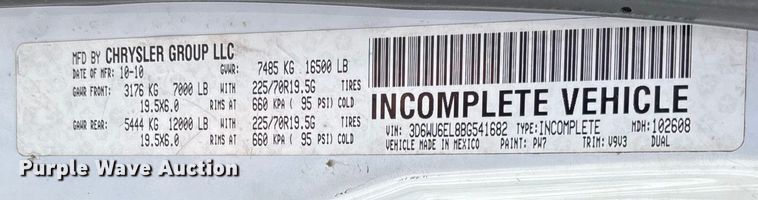 MFD BY CHRYSLER GROUP LLC
DATE OF MFR: 10-10 GVWR: 7485 KG 16500 LB
GAWR FRONT: 3176 KG 7000 LB 225/70R19.5G TIRES
19.5X6.0 RIMS AT 660 KPA ( 95 PSI) COLD
GAWR REAR: 5444 KG 12000 LB 225/70R19.5G TIRES
19.5X6.0 RIMS AT 660 KPA ( 95 PSI) COLD
INCOMPLETE VEHICLE
VIN: 3D6WU6EL8BG541682 TYPE: INCOMPLETE MDH: 102608
VEHICLE MADE IN MEXICO PAINT: PW7 TRIM: V9V3 DUAL
Purple Wave Auction